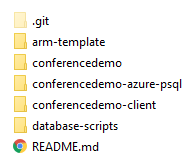 .git
arm-template
conferencedemo
conferencedemo-azure-psql
conferencedemo-client
database-scripts
README.md